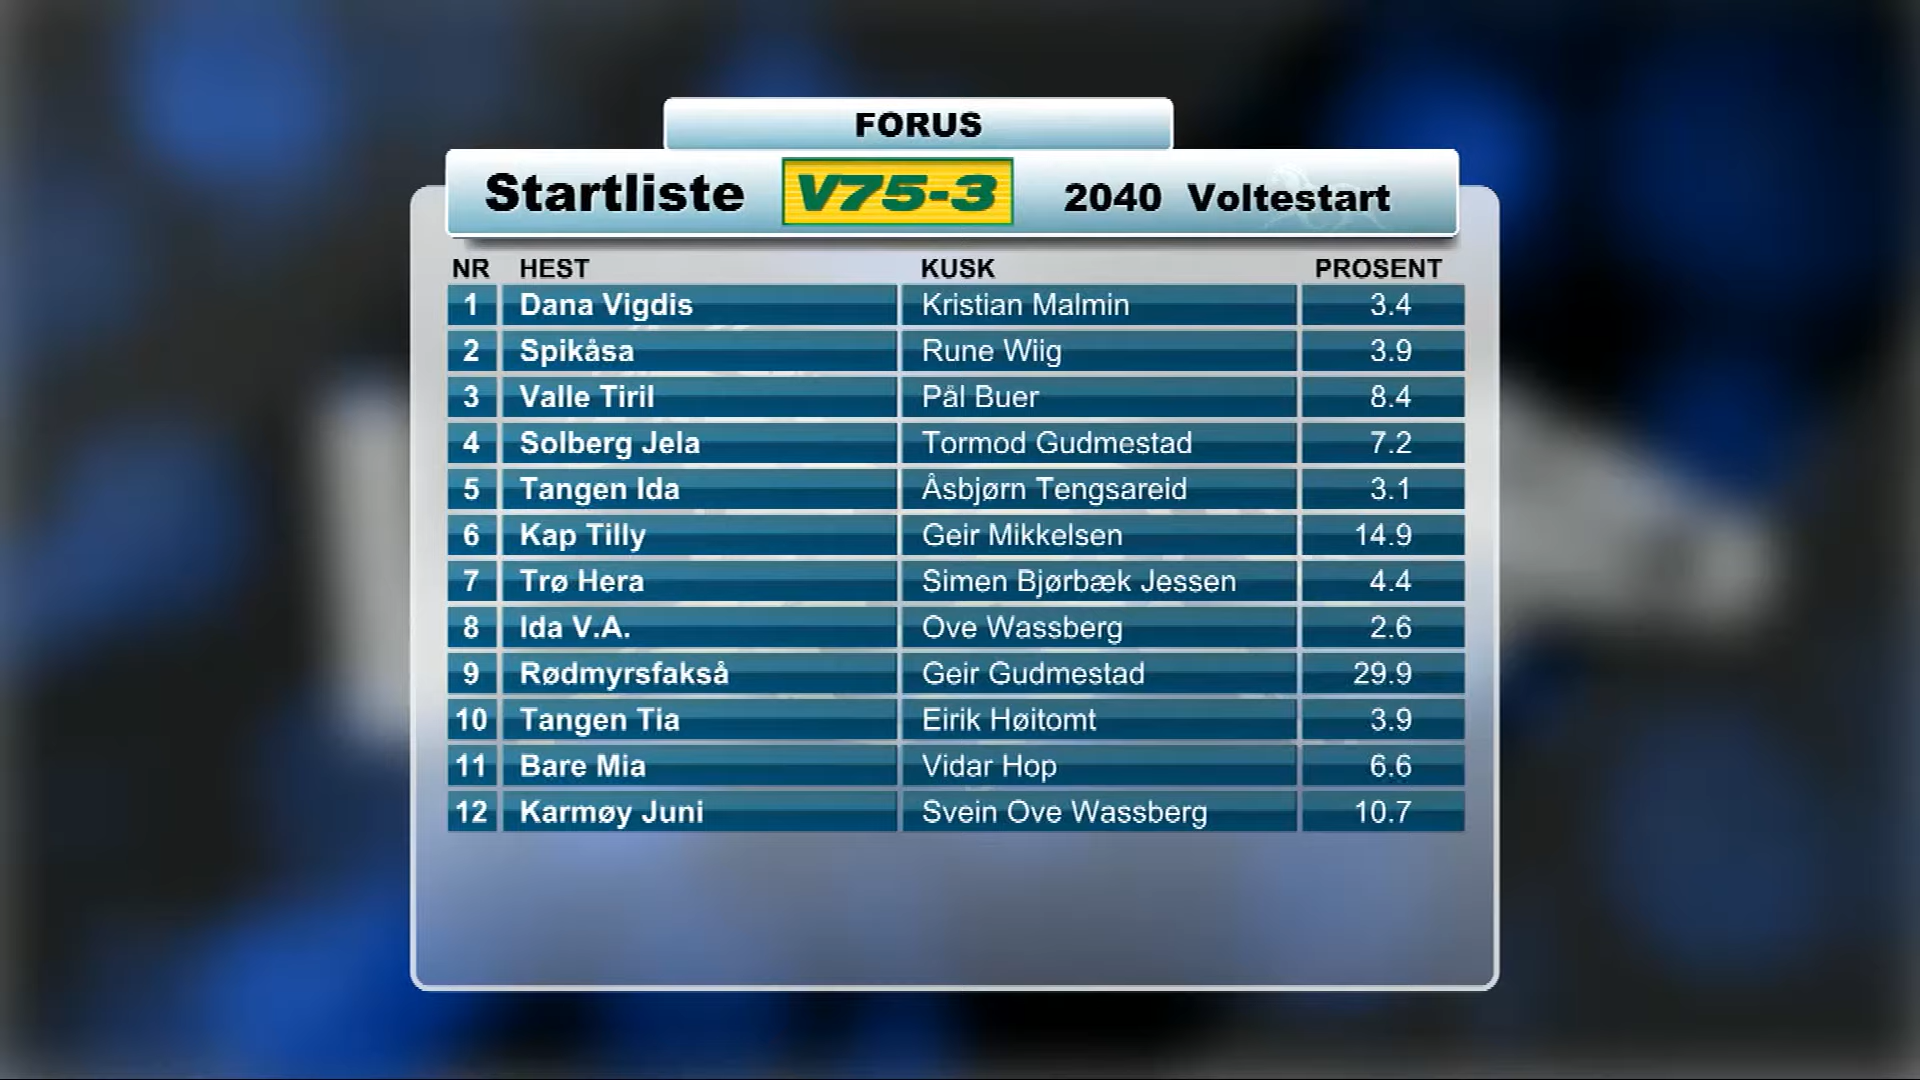 FORUS
Startliste V75-3 2040 Voltestart
NR HEST KUSK PROSENT
1 Dana Vigdis Kristian Malmin 3.4
2 Spikåsa Rune Wiig 3.9
3 Valle Tiril Pål Buer 8.4
4 Solberg Jela Tormod Gudmestad 7.2
5 Tangen Ida Åsbjørn Tengsareid 3.1
6 Kap Tilly Geir Mikkelsen 14.9
7 Trø Hera Simen Bjørbæk Jessen 4.4
8 Ida V.A. Ove Wassberg 2.6
9 Rødmyrsfakså Geir Gudmestad 29.9
10 Tangen Tia Eirik Høitomt 3.9
11 Bare Mia Vidar Hop 6.6
12 Karmøy Juni Svein Ove Wassberg 10.7